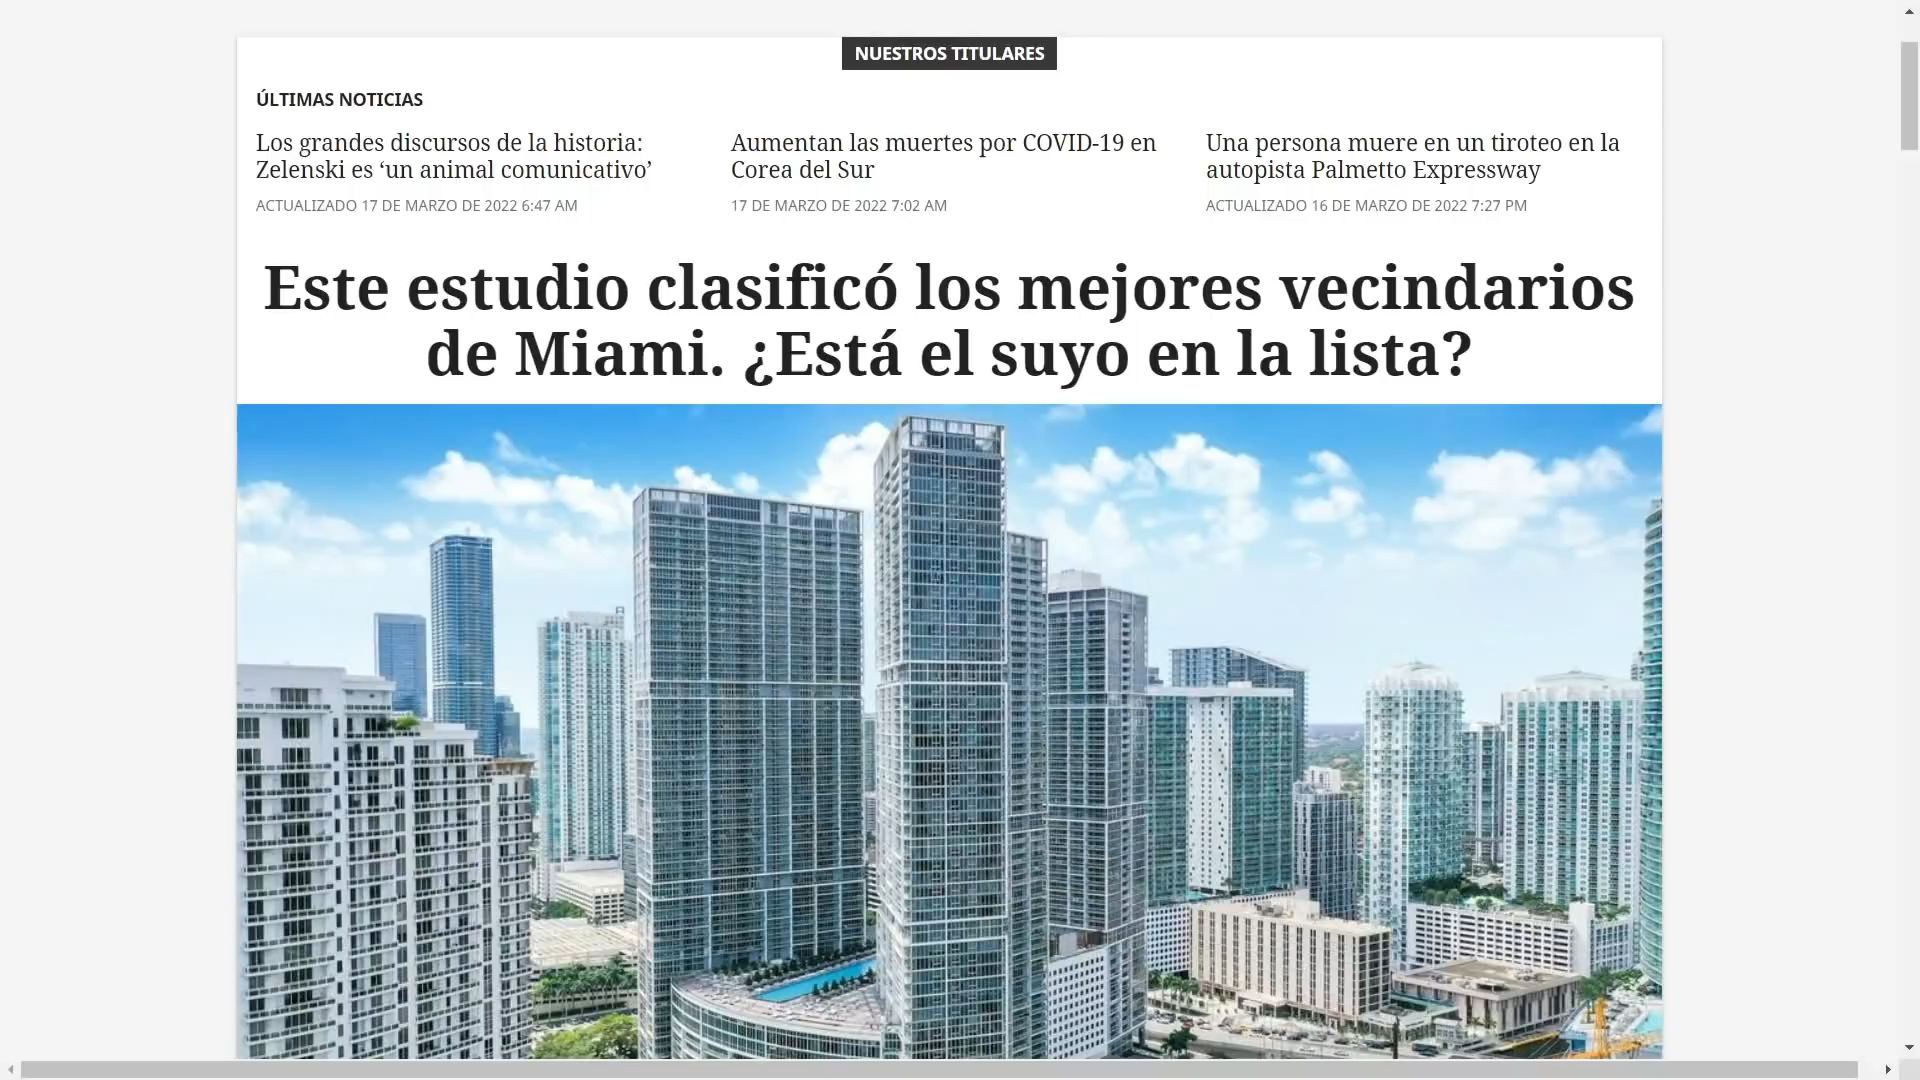 NUESTROS TITULARES
ÚLTIMAS NOTICIAS
Los grandes discursos de la historia:
Zelenski es ‘un animal comunicativo’
ACTUALIZADO 17 DE MARZO DE 2022 6:47 AM
Aumentan las muertes por COVID-19 en
Corea del Sur
17 DE MARZO DE 2022 7:02 AM
Una persona muere en un tiroteo en la
autopista Palmetto Expressway
ACTUALIZADO 16 DE MARZO DE 2022 7:27 PM
Este estudio clasificó los mejores vecindarios
de Miami. ¿Está el suyo en la lista?